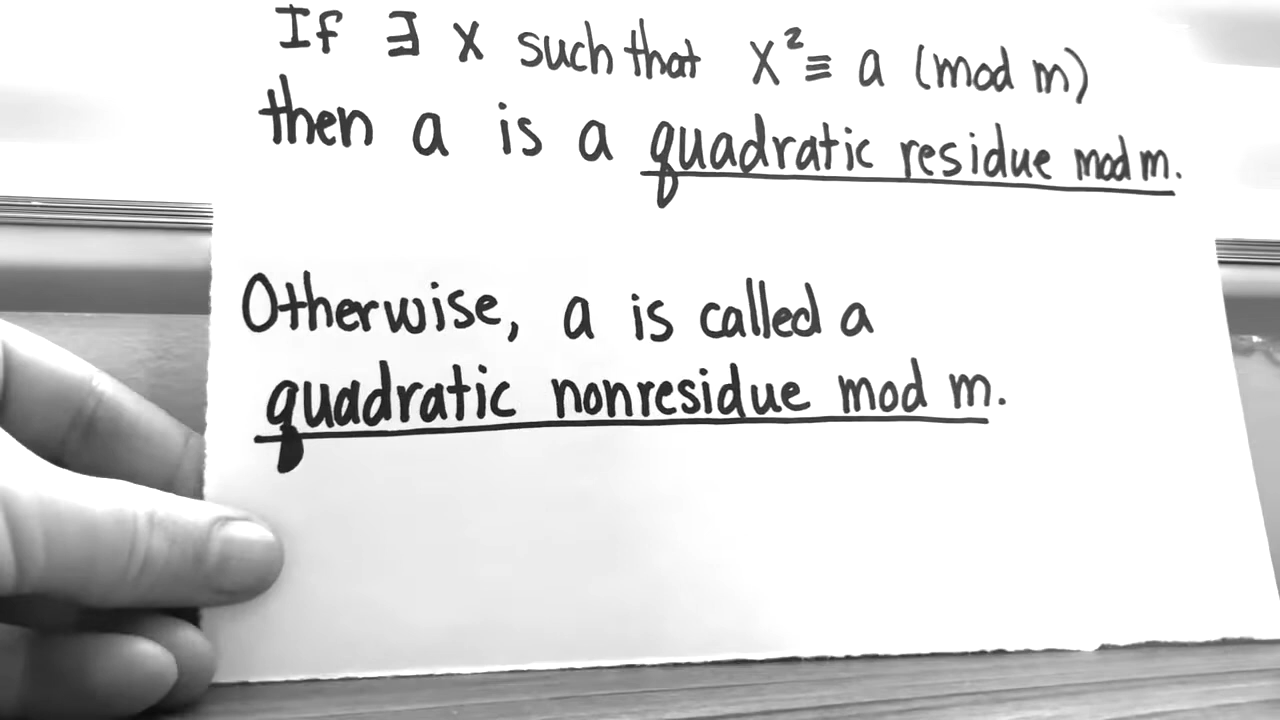 If ∃ x such that x² ≡ a (mod m)
then a is a quadratic residue mod m.
Otherwise, a is called a
quadratic nonresidue mod m.